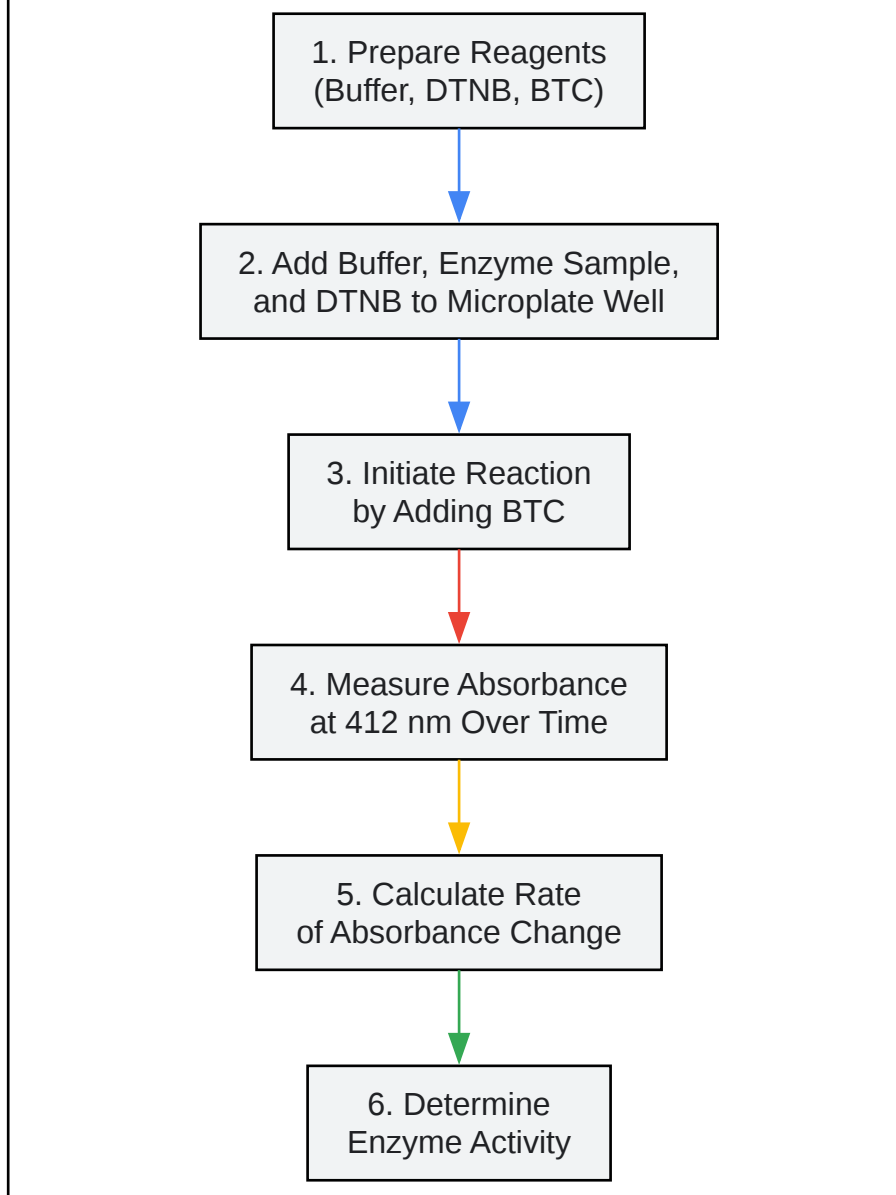 1. Prepare Reagents
(Buffer, DTNB, BTC)
2. Add Buffer, Enzyme Sample,
and DTNB to Microplate Well
3. Initiate Reaction
by Adding BTC
4. Measure Absorbance
at 412 nm Over Time
5. Calculate Rate
of Absorbance Change
6. Determine
Enzyme Activity